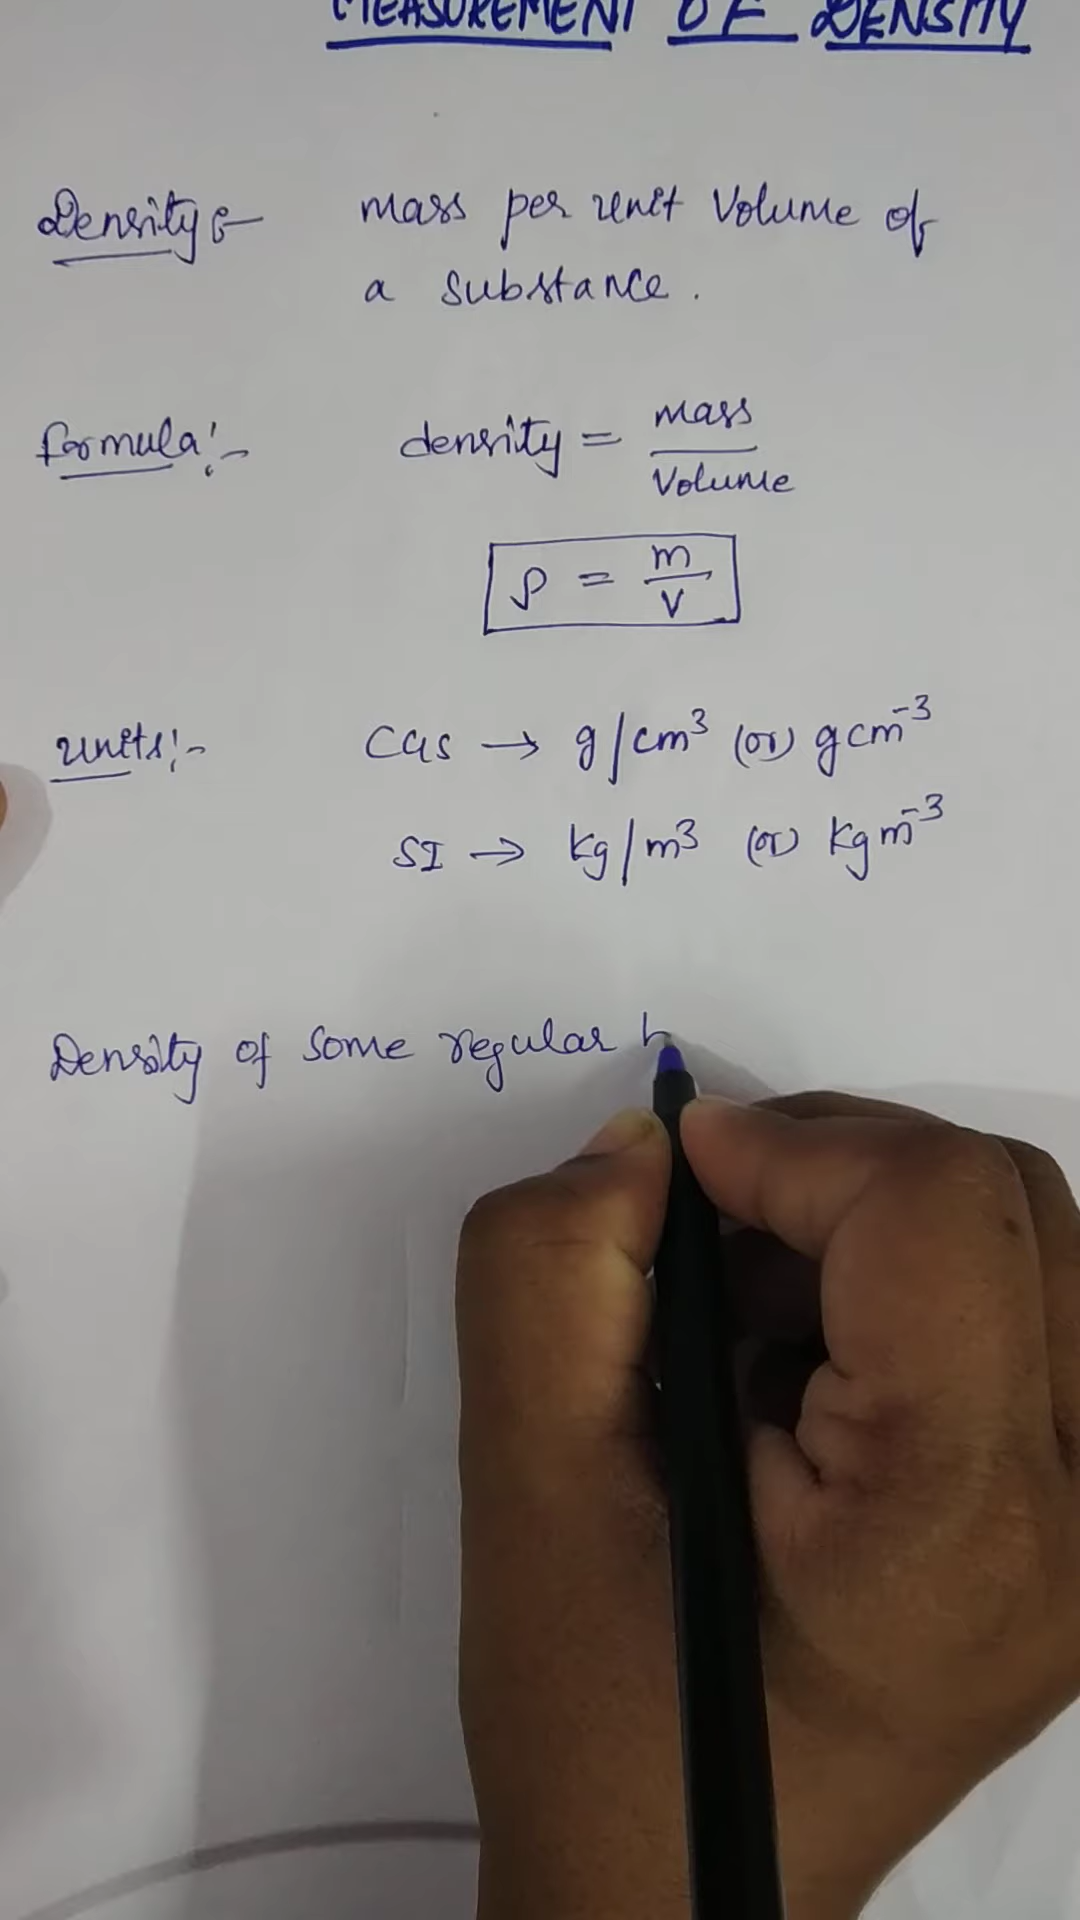 MEASUREMENT OF DENSITY
Density:- mass per unit Volume of
a substance.
formula:- density = mass / Volume
ρ = m / v
units:- CGS → g/cm³ (or) gcm⁻³
SI → kg/m³ (or) kgm⁻³
Density of some regular b